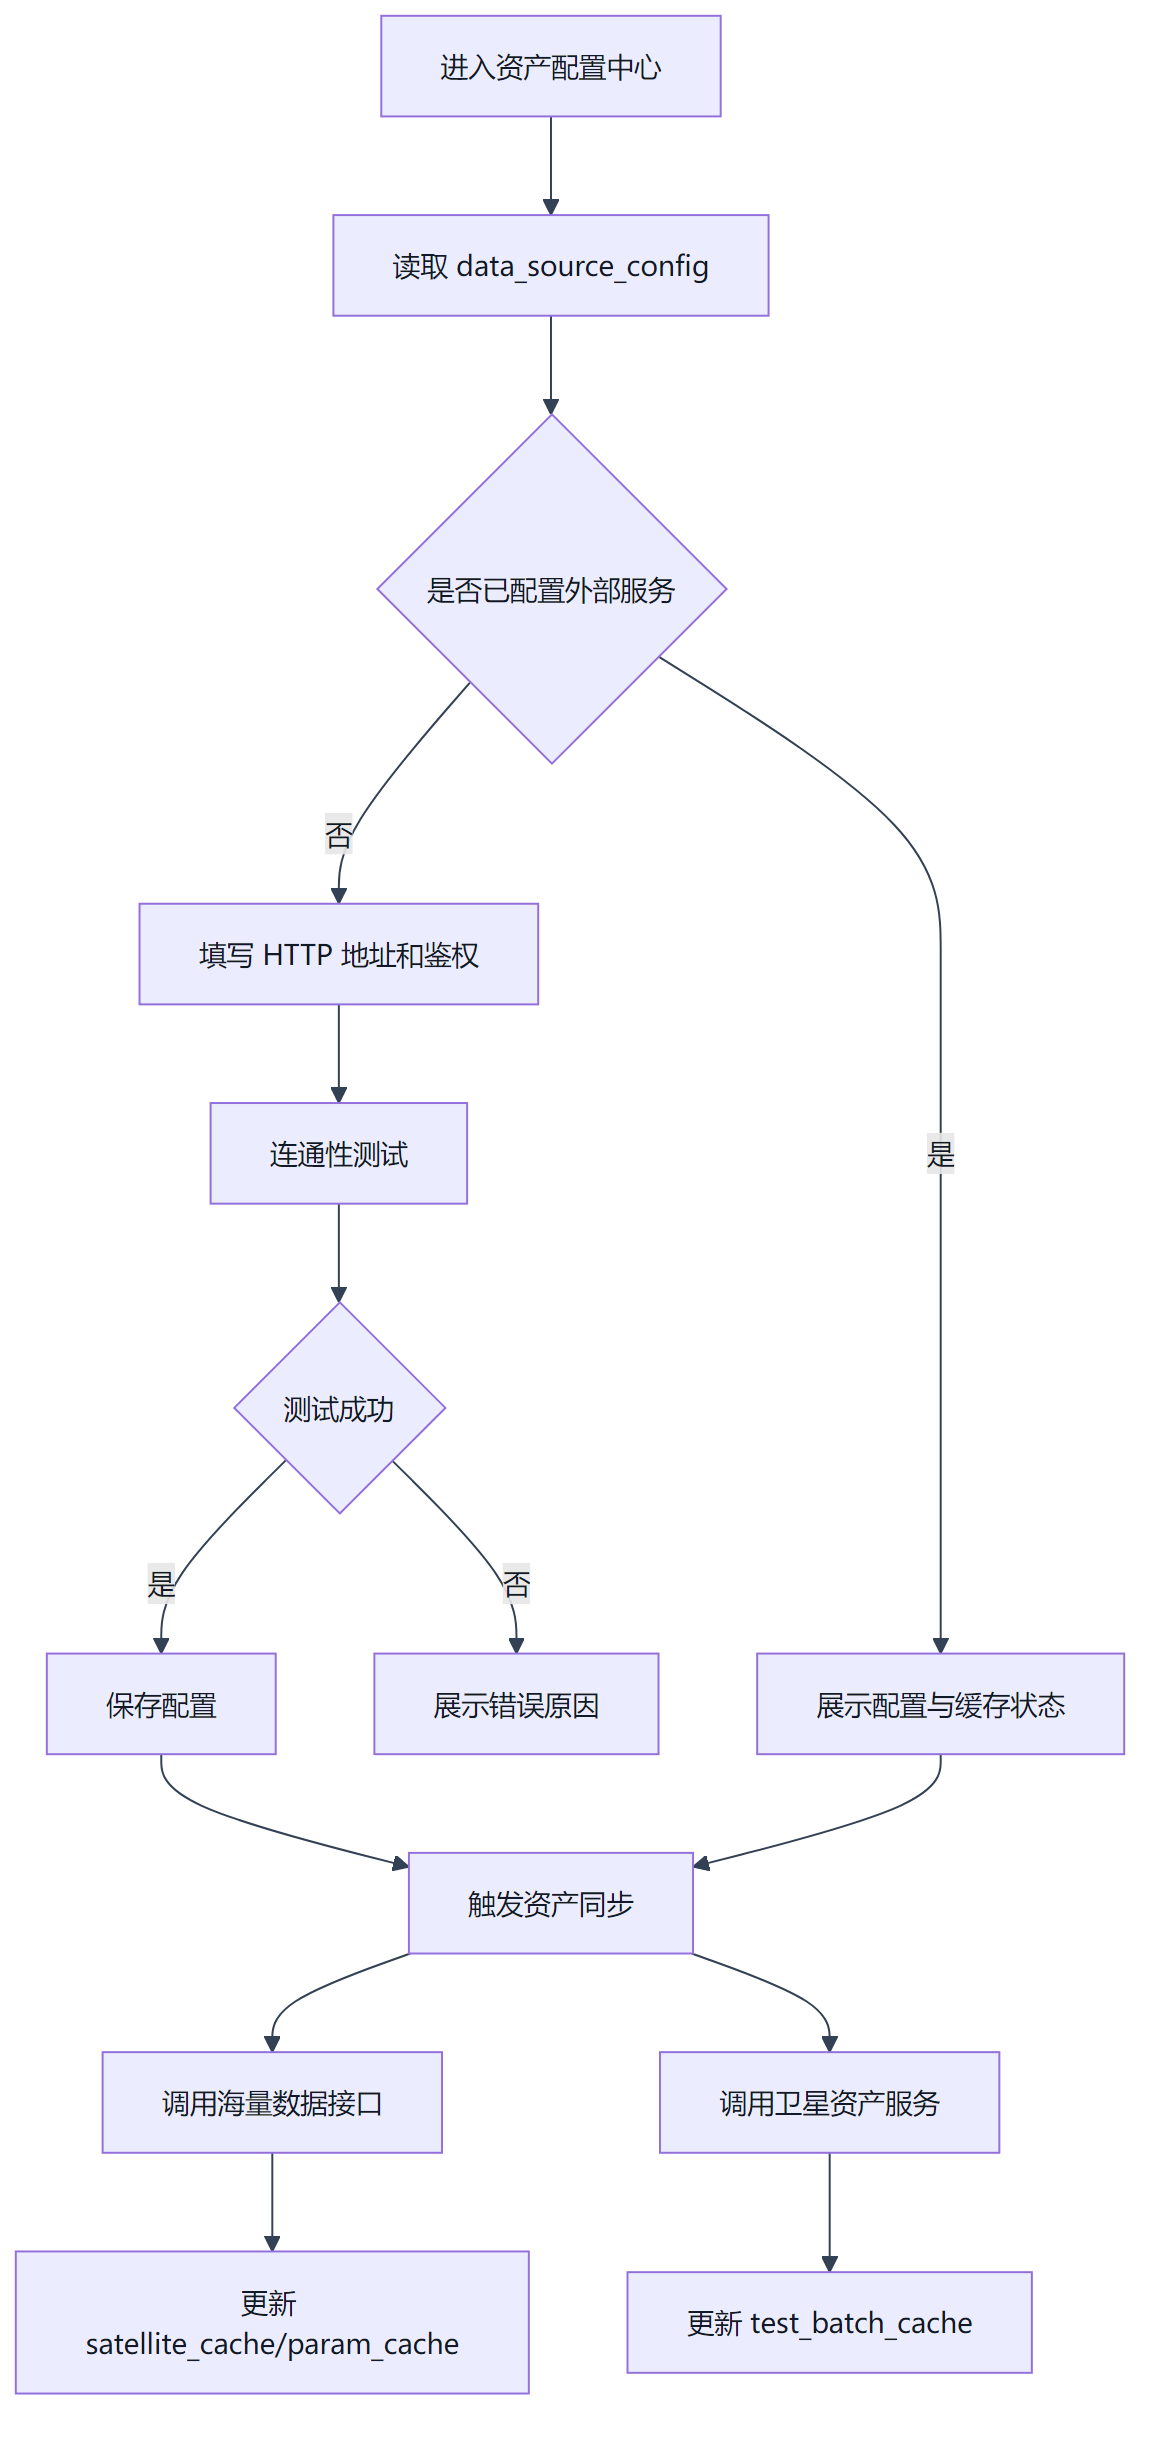 进入资产配置中心
读取 data_source_config
是否已配置外部服务
否
填写 HTTP 地址和鉴权
连通性测试
是
测试成功
是
否
保存配置
展示错误原因
展示配置与缓存状态
触发资产同步
调用海量数据接口
调用卫星资产服务
更新
satellite_cache/param_cache
更新 test_batch_cache